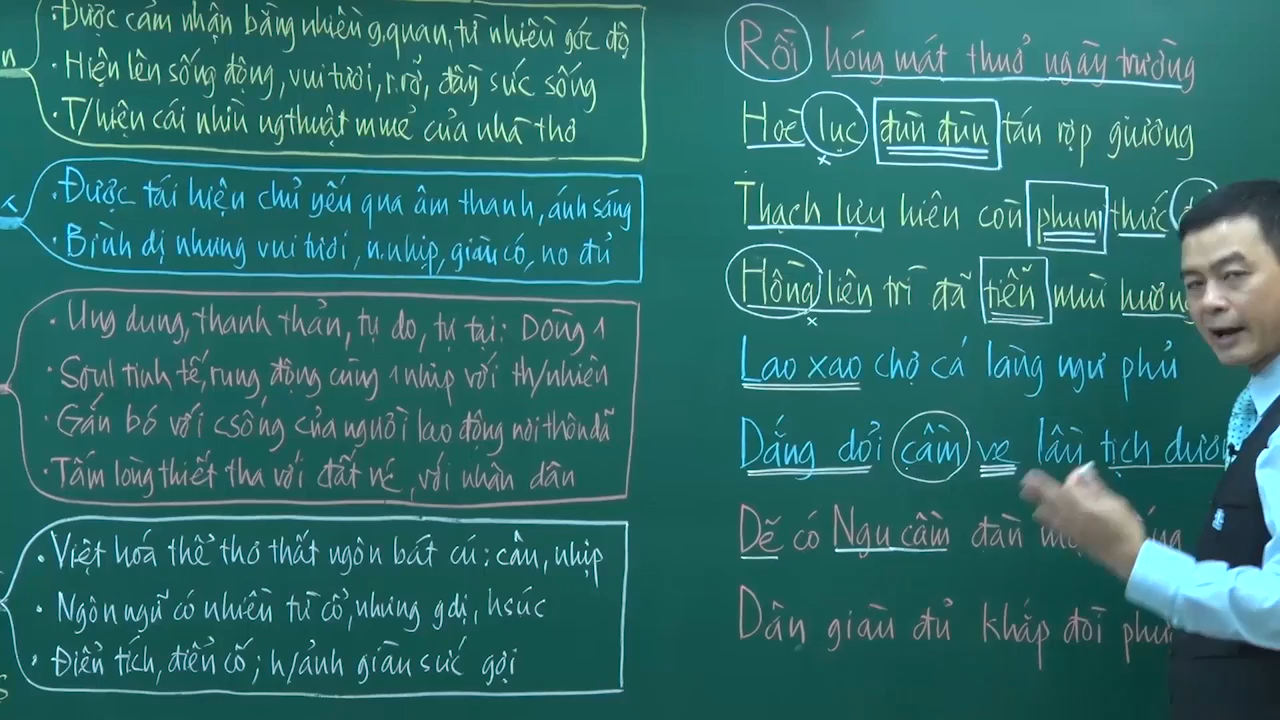 n
· Được cảm nhận bằng nhiều g.quan, từ nhiều góc độ
· Hiện lên sống động, vui tươi, r.rỡ, đầy sức sống
· T/hiện cái nhìn ng.thuật m.mẻ của nhà thơ
· Được tái hiện chủ yếu qua âm thanh, ánh sáng
· Bình dị nhưng vui tươi, n.nhịp, giàu có, no đủ
· Ung dung, thanh thản, tự do, tự tại: Dòng 1
· Soul tinh tế, rung động cùng 1 nhịp với th/nhiên
· Gắn bó với csống của người lao động nơi thôn dã
· Tấm lòng thiết tha với đất nc, với nhân dân
· Việt hóa thể thơ thất ngôn bát cú: cần, nhịp
· Ngôn ngữ có nhiều từ cổ, nhưng gdị, hsúc
· Điển tích, điển cố; h/ảnh giàu sức gợi
Rồi hóng mát thuở ngày trường
Hoè lục đùn đùn tán rợp giương
Thạch lựu hiên còn phun thức
Hồng liên trì đã tiễn mùi hương
Lao xao chợ cá làng ngư phủ
Dắng dỏi cầm ve lầu tịch dươn
Dẽ có Ngu cầm đàn
Dân giàu đủ khắp đòi